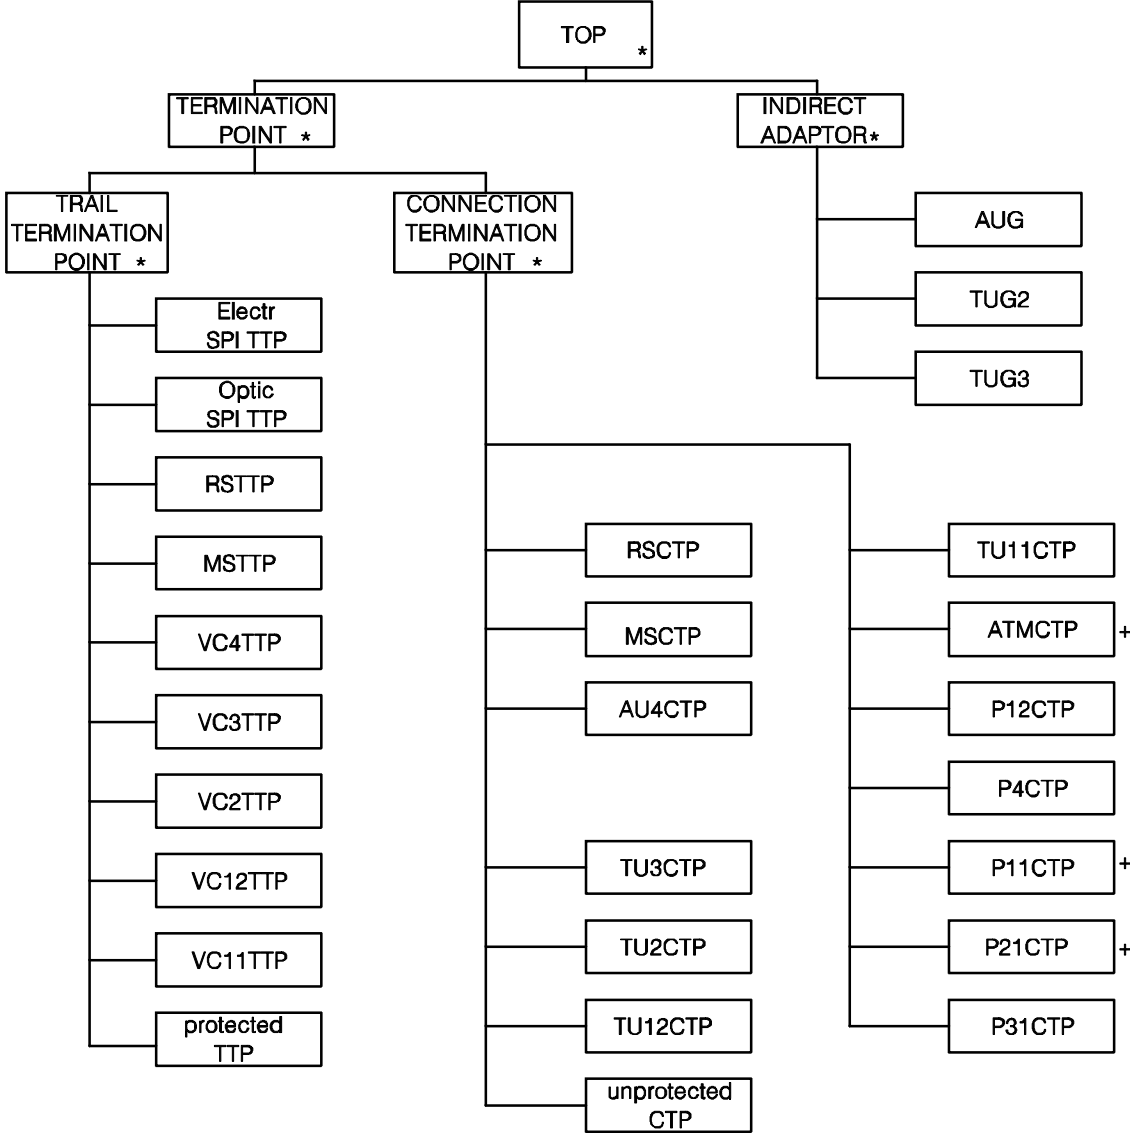 TOP
*
TERMINATION
POINT *
INDIRECT
ADAPTOR*
TRAIL
TERMINATION
POINT *
CONNECTION
TERMINATION
POINT *
AUG
TUG2
TUG3
Electr
SPI TTP
Optic
SPI TTP
RSTTP
MSTTP
VC4TTP
VC3TTP
VC2TTP
VC12TTP
VC11TTP
protected
TTP
RSCTP
MSCTP
AU4CTP
TU3CTP
TU2CTP
TU12CTP
unprotected
CTP
TU11CTP
ATMCTP +
P12CTP
P4CTP
P11CTP +
P21CTP +
P31CTP